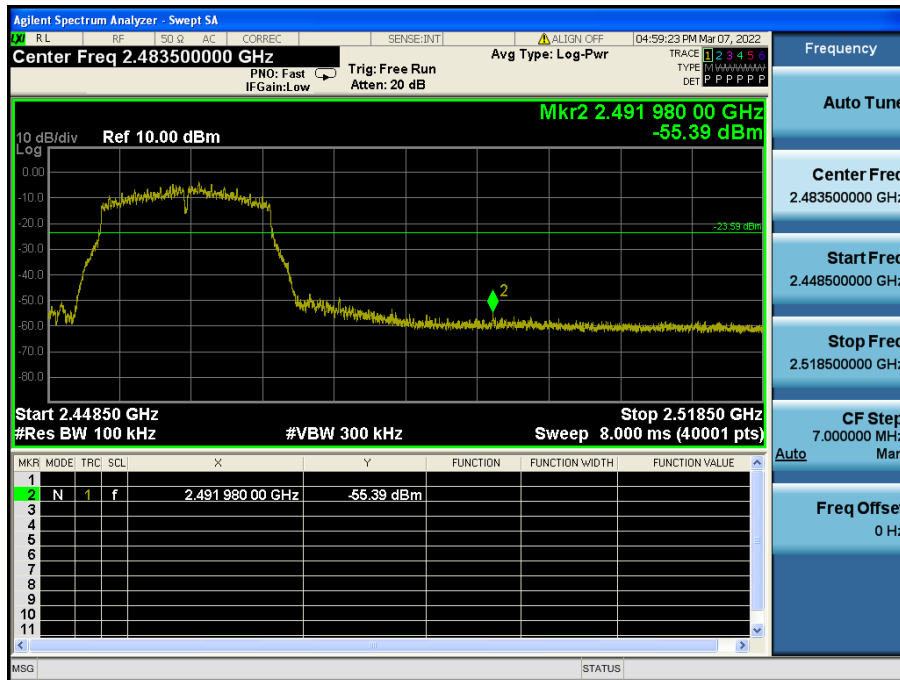 Agilent Spectrum Analyzer - Swept SA
LXI RL RF 50 Ω AC CORREC SENSE:INT ALIGN OFF 04:59:23 PM Mar 07, 2022
Center Freq 2.483500000 GHz
PNO: Fast
IFGain:Low
Trig: Free Run
Atten: 20 dB
Avg Type: Log-Pwr
TRACE 1 2 3 4 5 6
TYPE M W W W W W
DET P P P P P P
Mkr2 2.491 980 00 GHz
-55.39 dBm
10 dB/div Ref 10.00 dBm
Log
0.00
-10.0
-20.0
-23.59 dBm
-30.0
-40.0
-50.0
2
-60.0
-70.0
-80.0
Start 2.44850 GHz Stop 2.51850 GHz
#Res BW 100 kHz #VBW 300 kHz Sweep 8.000 ms (40001 pts)
MKR MODE TRC SCL X Y FUNCTION FUNCTION WIDTH FUNCTION VALUE
1
2 N 1 f 2.491 980 00 GHz -55.39 dBm
3
4
5
6
7
8
9
10
11
MSG STATUS
Frequency
Auto Tune
Center Freq
2.483500000 GHz
Start Freq
2.448500000 GHz
Stop Freq
2.518500000 GHz
CF Step
7.000000 MHz
Auto Man
Freq Offset
0 Hz